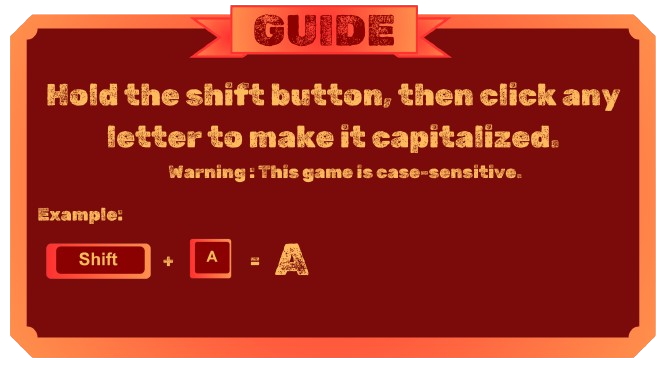 GUIDE
Hold the shift button, then click any
letter to make it capitalized.
Warning : This game is case-sensitive.
Example:
Shift + A = A